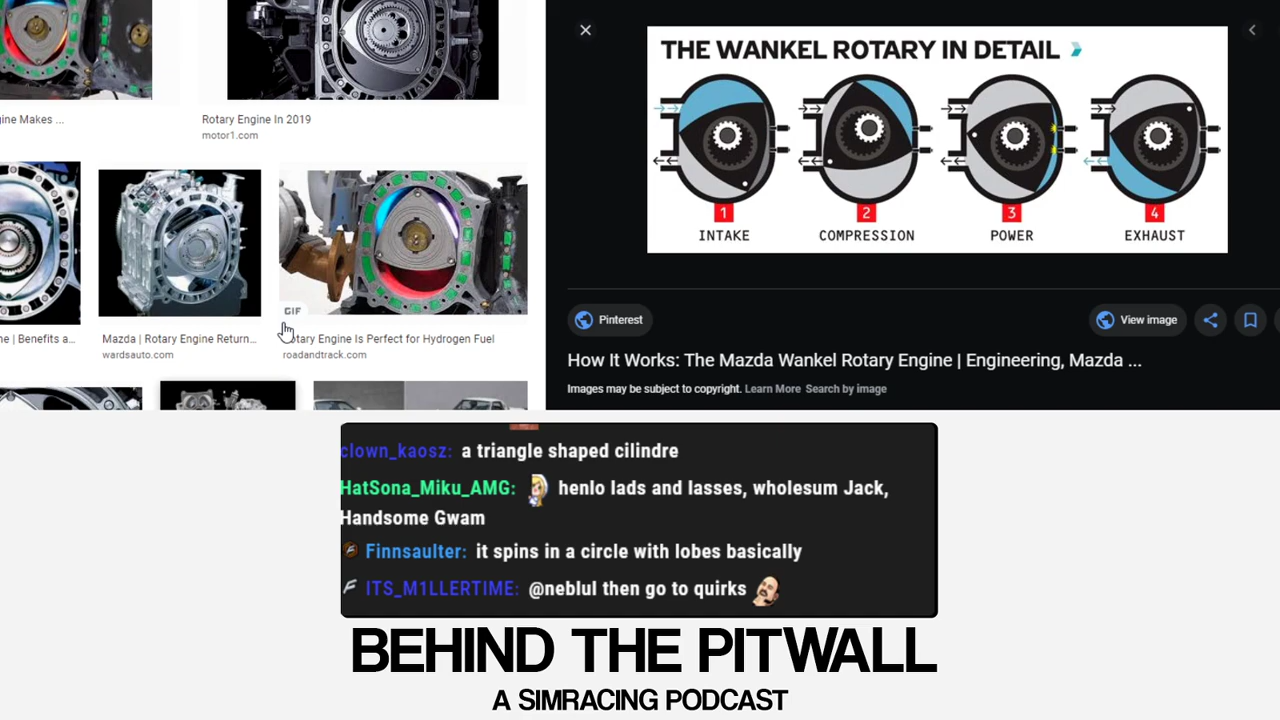 gine Makes ...
Rotary Engine In 2019
motor1.com
e | Benefits a...
Mazda | Rotary Engine Return...
wardsauto.com
GIF
Rotary Engine Is Perfect for Hydrogen Fuel
roadandtrack.com
THE WANKEL ROTARY IN DETAIL
1
2
3
4
INTAKE
COMPRESSION
POWER
EXHAUST
Pinterest
View image
How It Works: The Mazda Wankel Rotary Engine | Engineering, Mazda ...
Images may be subject to copyright. Learn More Search by image
clown_kaosz: a triangle shaped cilindre
HatSona_Miku_AMG: henlo lads and lasses, wholesum Jack,
Handsome Gwam
Finnsaulter: it spins in a circle with lobes basically
ITS_M1LLERTIME: @neblul then go to quirks
BEHIND THE PITWALL
A SIMRACING PODCAST